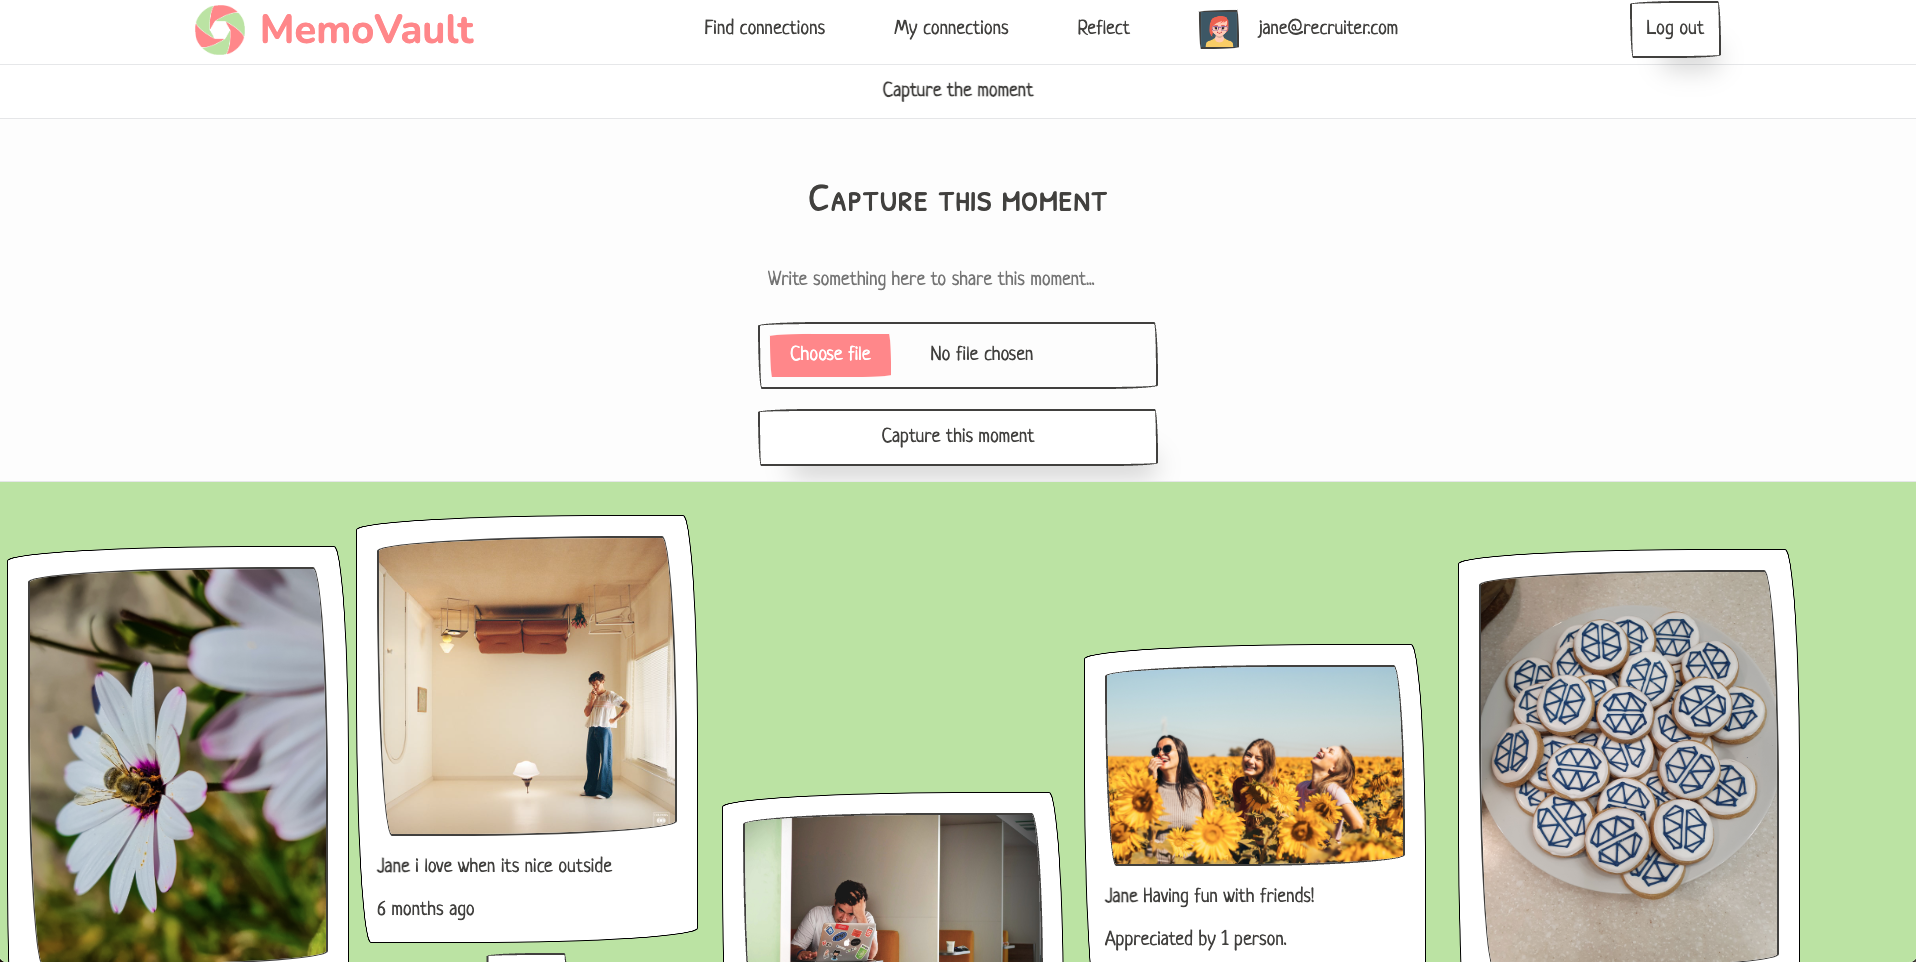 MemoVault
Find connections
My connections
Reflect
jane@recruiter.com
Log out
Capture the moment
Capture this moment
Write something here to share this moment...
Choose file
No file chosen
Capture this moment
Jane i love when its nice outside
6 months ago
Jane Having fun with friends!
Appreciated by 1 person.